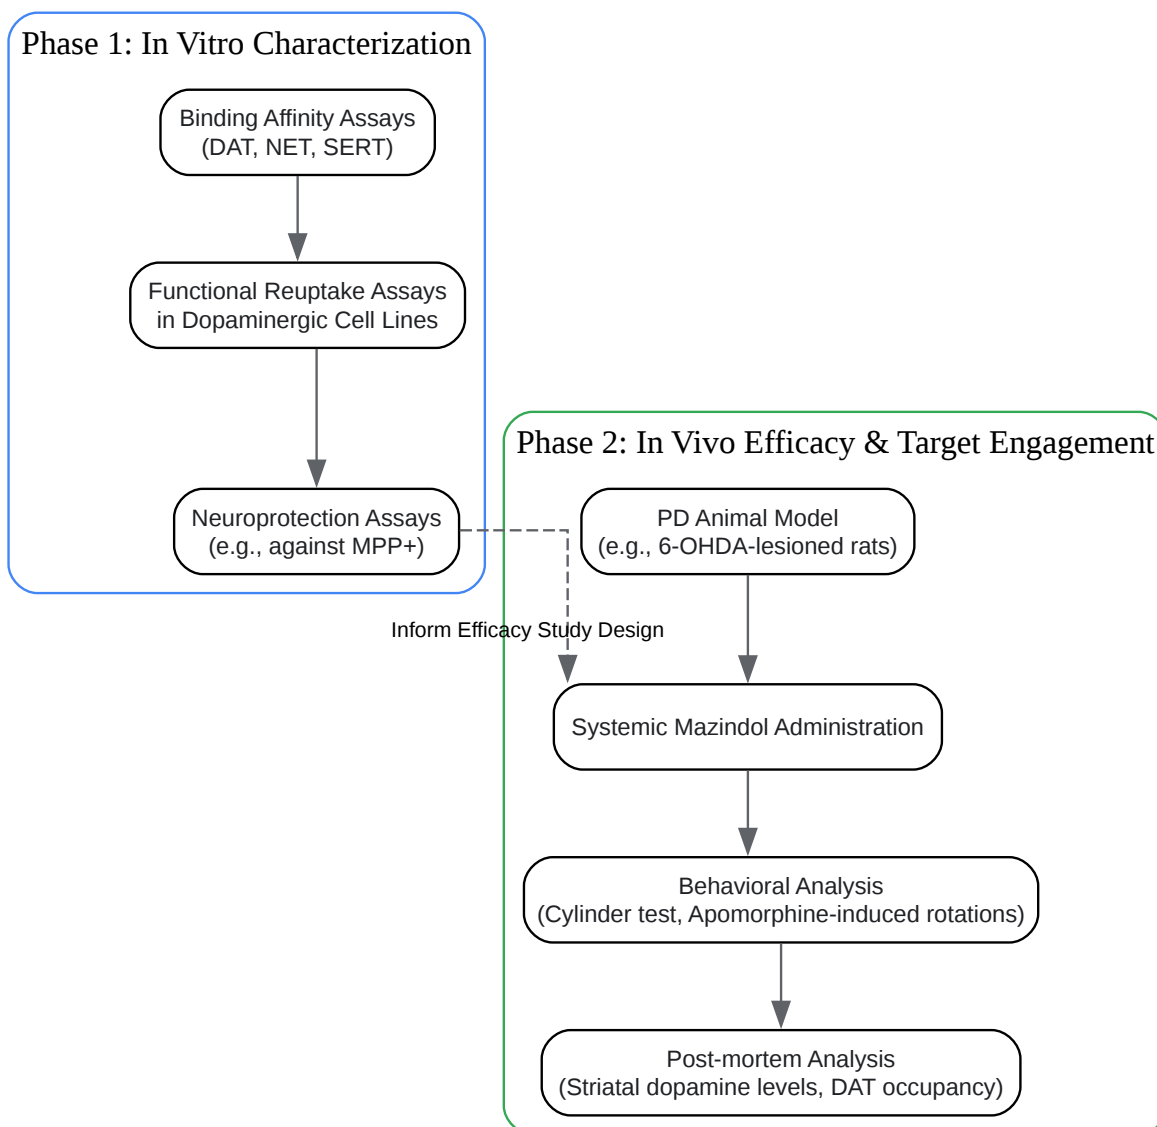 Phase 1: In Vitro Characterization
Binding Affinity Assays
(DAT, NET, SERT)
Functional Reuptake Assays
in Dopaminergic Cell Lines
Neuroprotection Assays
(e.g., against MPP+)
Inform Efficacy Study Design
Phase 2: In Vivo Efficacy & Target Engagement
PD Animal Model
(e.g., 6-OHDA-lesioned rats)
Systemic Mazindol Administration
Behavioral Analysis
(Cylinder test, Apomorphine-induced rotations)
Post-mortem Analysis
(Striatal dopamine levels, DAT occupancy)